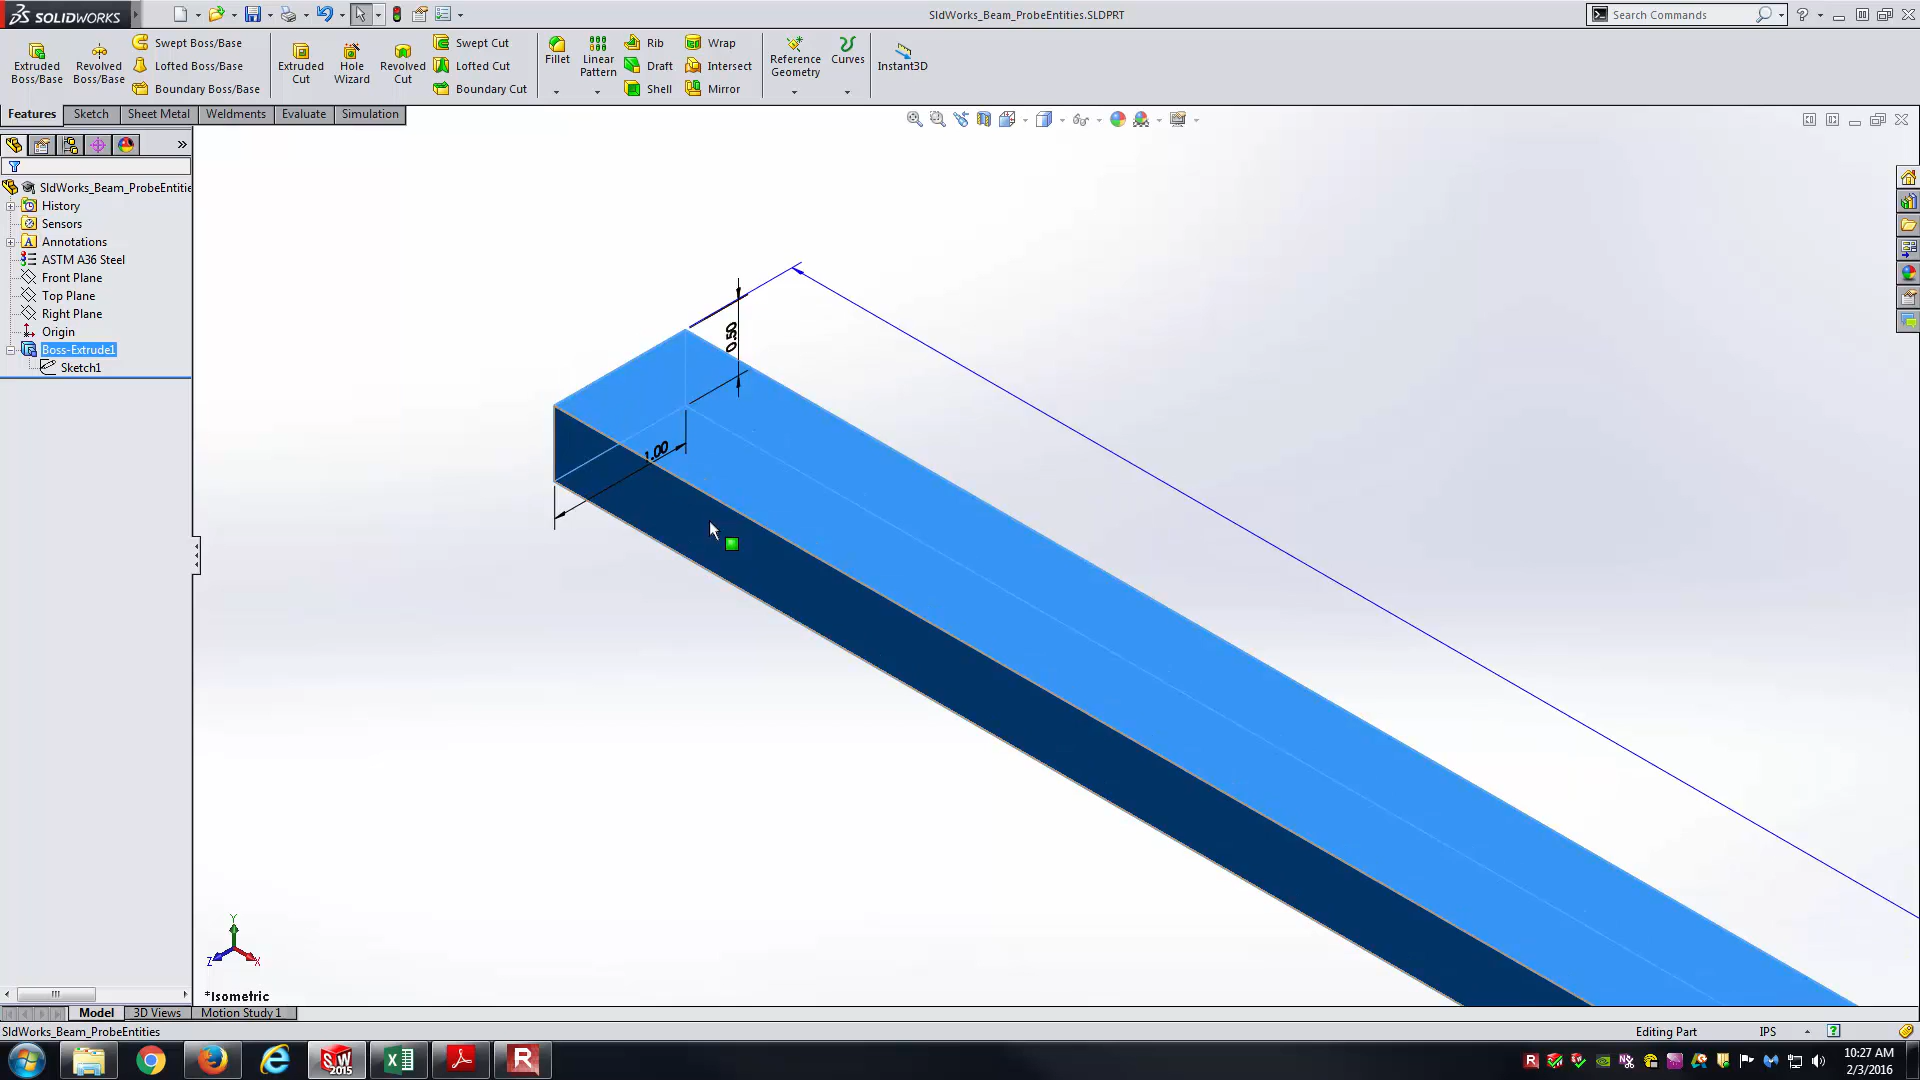 SOLIDWORKS
SldWorks_Beam_ProbeEntities.SLDPRT
Search Commands
Extruded
Boss/Base
Revolved
Boss/Base
Swept Boss/Base
Lofted Boss/Base
Boundary Boss/Base
Extruded
Cut
Hole
Wizard
Revolved
Cut
Swept Cut
Lofted Cut
Boundary Cut
Fillet
Linear
Pattern
Rib
Draft
Shell
Wrap
Intersect
Mirror
Reference
Geometry
Curves
Instant3D
Features
Sketch
Sheet Metal
Weldments
Evaluate
Simulation
SldWorks_Beam_ProbeEntitie
History
Sensors
Annotations
ASTM A36 Steel
Front Plane
Top Plane
Right Plane
Origin
Boss-Extrude1
Sketch1
0.50
1.00
Y
Z
X
*Isometric
Model
3D Views
Motion Study 1
SldWorks_Beam_ProbeEntities
Editing Part
IPS
SW
2015
10:27 AM
2/3/2016